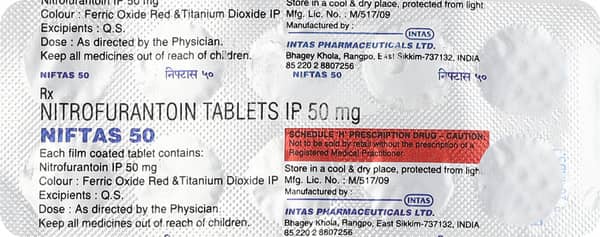 Nitrofurantoin IP 50 mg
Colour : Ferric Oxide Red &Titanium Dioxide IP
Excipients : Q.S.
Dose : As directed by the Physician.
Keep all medicines out of reach of children.
NIFTAS 50 निफ्टास ५०
Store in a cool & dry place, protected from light
Mfg. Lic. No. : M/517/09
Manufactured by :
INTAS
INTAS PHARMACEUTICALS LTD.
Bhagey Khola, Rangpo, East Sikkim-737132, INDIA
85 220 2 8807256
NIFTAS 50 निफ्टास ५०
Rx
NITROFURANTOIN TABLETS IP 50 mg
NIFTAS 50
Each film coated tablet contains:
Nitrofurantoin IP 50 mg
Colour : Ferric Oxide Red &Titanium Dioxide IP
Excipients : Q.S.
Dose : As directed by the Physician.
Keep all medicines out of reach of children.
SCHEDULE 'H' PRESCRIPTION DRUG – CAUTION
Not to be sold by retail without the prescription of a
Registered Medical Practitioner.
Store in a cool & dry place, protected from light
Mfg. Lic. No. : M/517/09
Manufactured by :
INTAS
INTAS PHARMACEUTICALS LTD.
Bhagey Khola, Rangpo, East Sikkim-737132, INDIA
85 220 2 8807256